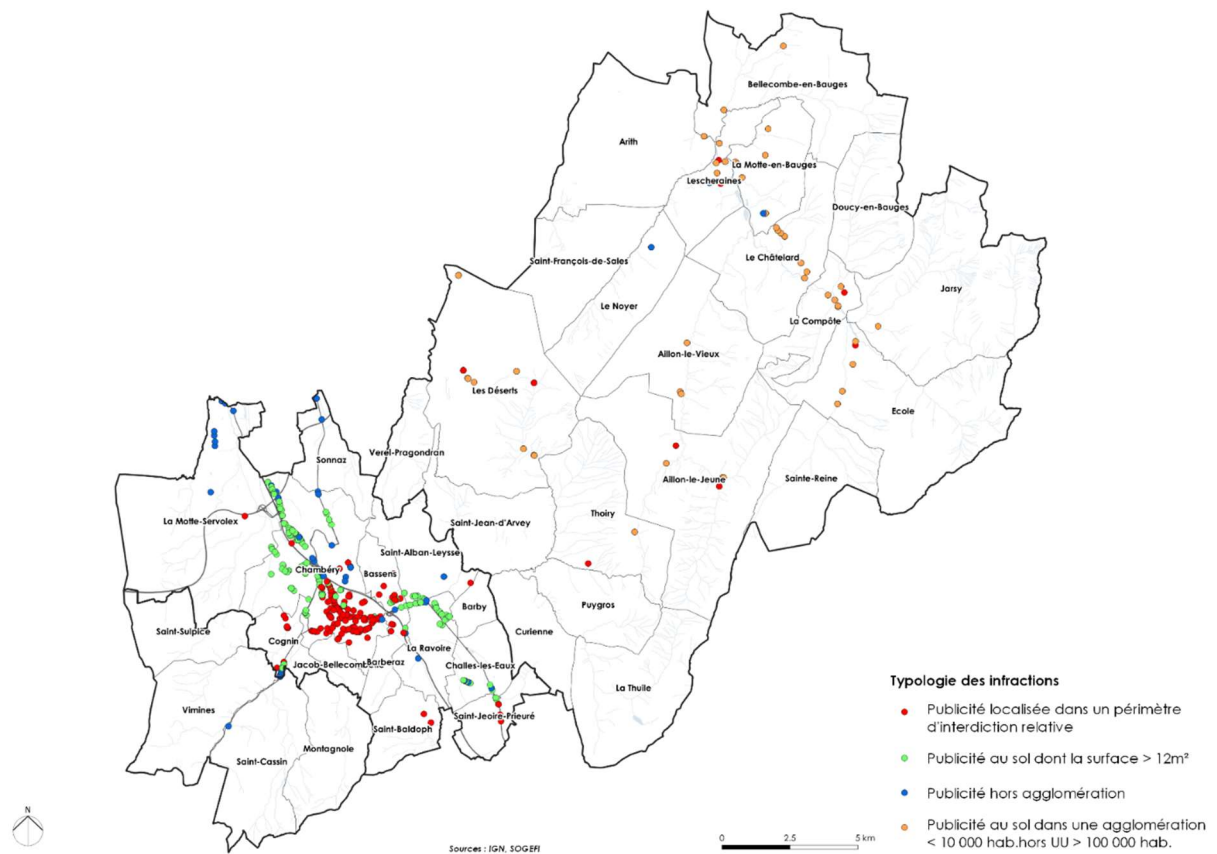 Bellecombe-en-Bauges
Arith
La Motte-en-Bauges
Lescheraines
Doucy-en-Bauges
Saint-François-de-Sales
Le Châtelard
Jarsy
Le Noyer
La Compôte
Aillon-le-Vieux
Les Déserts
Ecole
Verel-Pragondran
Sonnaz
Aillon-le-Jeune
Sainte-Reine
La Motte-Servolex
Saint-Jean-d'Arvey
Thoiry
Saint-Alban-Leysse
Chambéry
Bassens
Puygros
Barby
Saint-Sulpice
Curienne
Cognin
La Ravoire
Jacob-Bellecombette
Barberaz
Challes-les-Eaux
La Thuile
Vimines
Saint-Jeoire-Prieuré
Saint-Baldoph
Montagnole
Saint-Cassin
Typologie des infractions
Publicité localisée dans un périmètre
d'interdiction relative
Publicité au sol dont la surface > 12m²
Publicité hors agglomération
Publicité au sol dans une agglomération
< 10 000 hab.hors UU > 100 000 hab.
N
0 2.5 5 km
Sources : IGN, SOGEFI